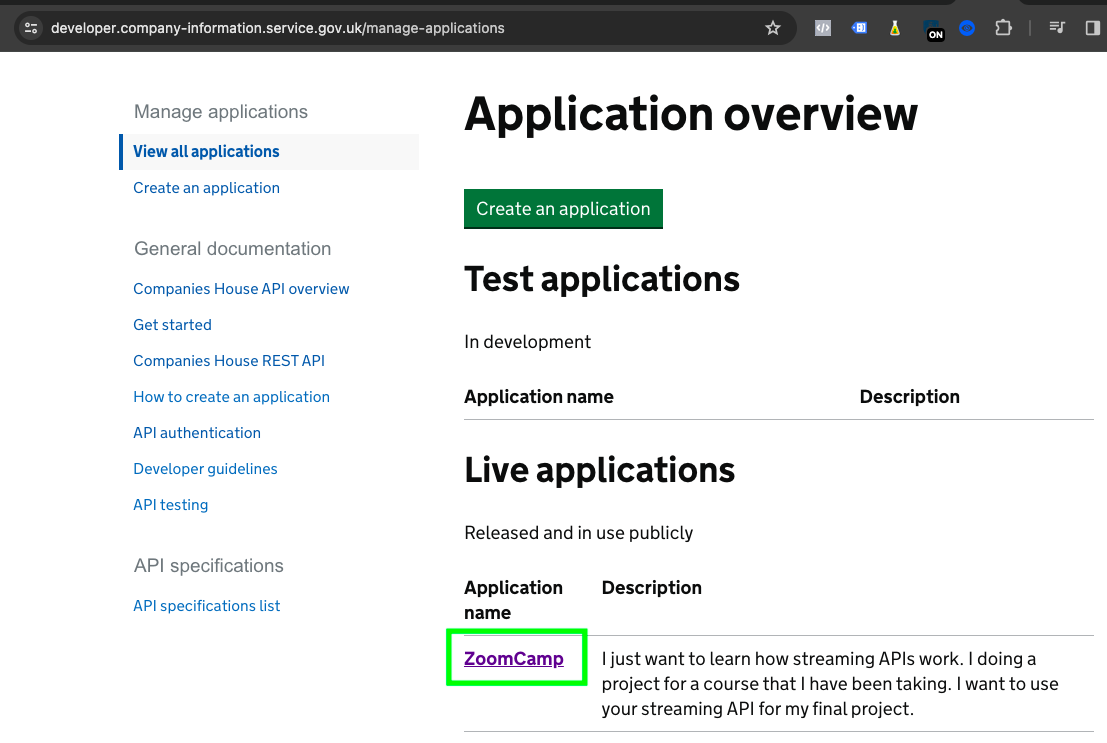 developer.company-information.service.gov.uk/manage-applications
ON
Manage applications
View all applications
Create an application
General documentation
Companies House API overview
Get started
Companies House REST API
How to create an application
API authentication
Developer guidelines
API testing
API specifications
API specifications list
Application overview
Create an application
Test applications
In development
Application name Description
Live applications
Released and in use publicly
Application Description
name
ZoomCamp I just want to learn how streaming APIs work. I doing a
project for a course that I have been taking. I want to use
your streaming API for my final project.